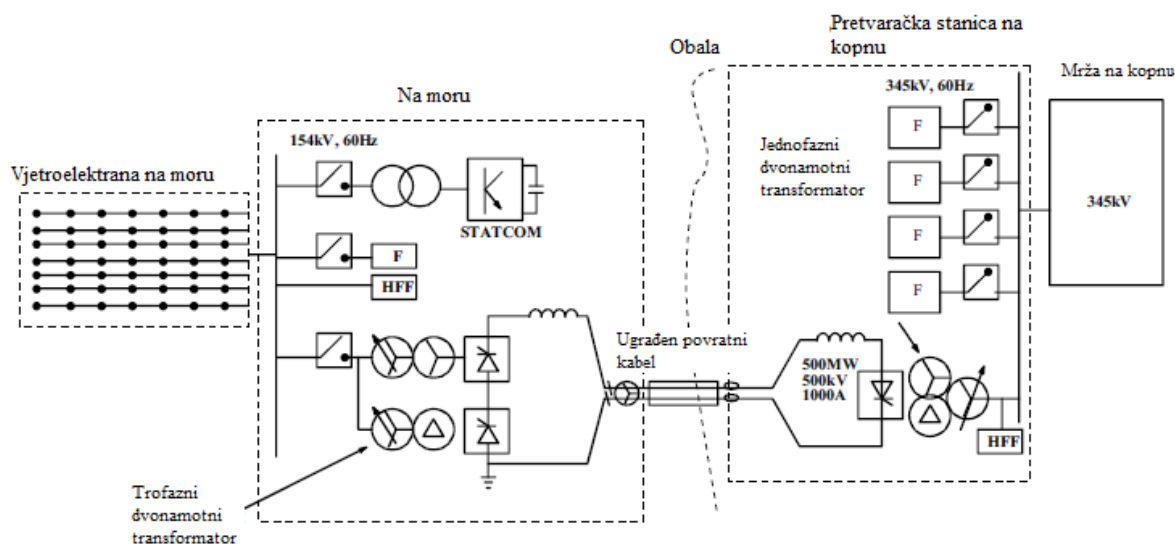 Vjetroelektrana na moru
Na moru
154kV, 60Hz
STATCOM
F
HFF
Trofazni
dvonamotni
transformator
Ugrađen povratni
kabel
Obala
Pretvaračka stanica na
kopnu
345kV, 60Hz
F
F
F
F
Jednofazni
dvonamotni
transformator
500MW
500kV
1000A
HFF
Mrža na kopnu
345kV